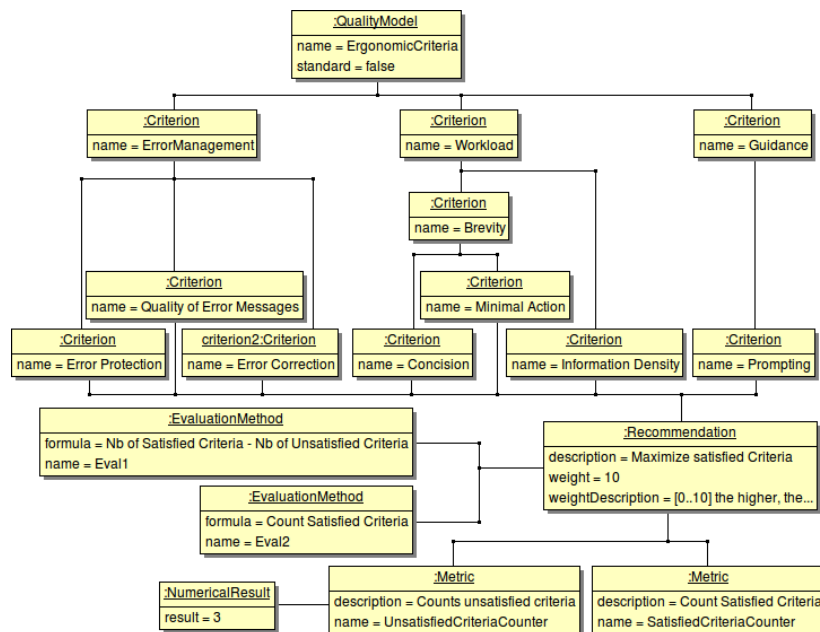 :QualityModel
name = ErgonomicCriteria
standard = false
:Criterion
name = ErrorManagement
:Criterion
name = Workload
:Criterion
name = Guidance
:Criterion
name = Brevity
:Criterion
name = Quality of Error Messages
:Criterion
name = Minimal Action
:Criterion
name = Error Protection
criterion2:Criterion
name = Error Correction
:Criterion
name = Concision
:Criterion
name = Information Density
:Criterion
name = Prompting
:EvaluationMethod
formula = Nb of Satisfied Criteria - Nb of Unsatisfied Criteria
name = Eval1
:Recommendation
description = Maximize satisfied Criteria
weight = 10
weightDescription = [0..10] the higher, the...
:EvaluationMethod
formula = Count Satisfied Criteria
name = Eval2
:NumericalResult
result = 3
:Metric
description = Counts unsatisfied criteria
name = UnsatisfiedCriteriaCounter
:Metric
description = Count Satisfied Criteria
name = SatisfiedCriteriaCounter